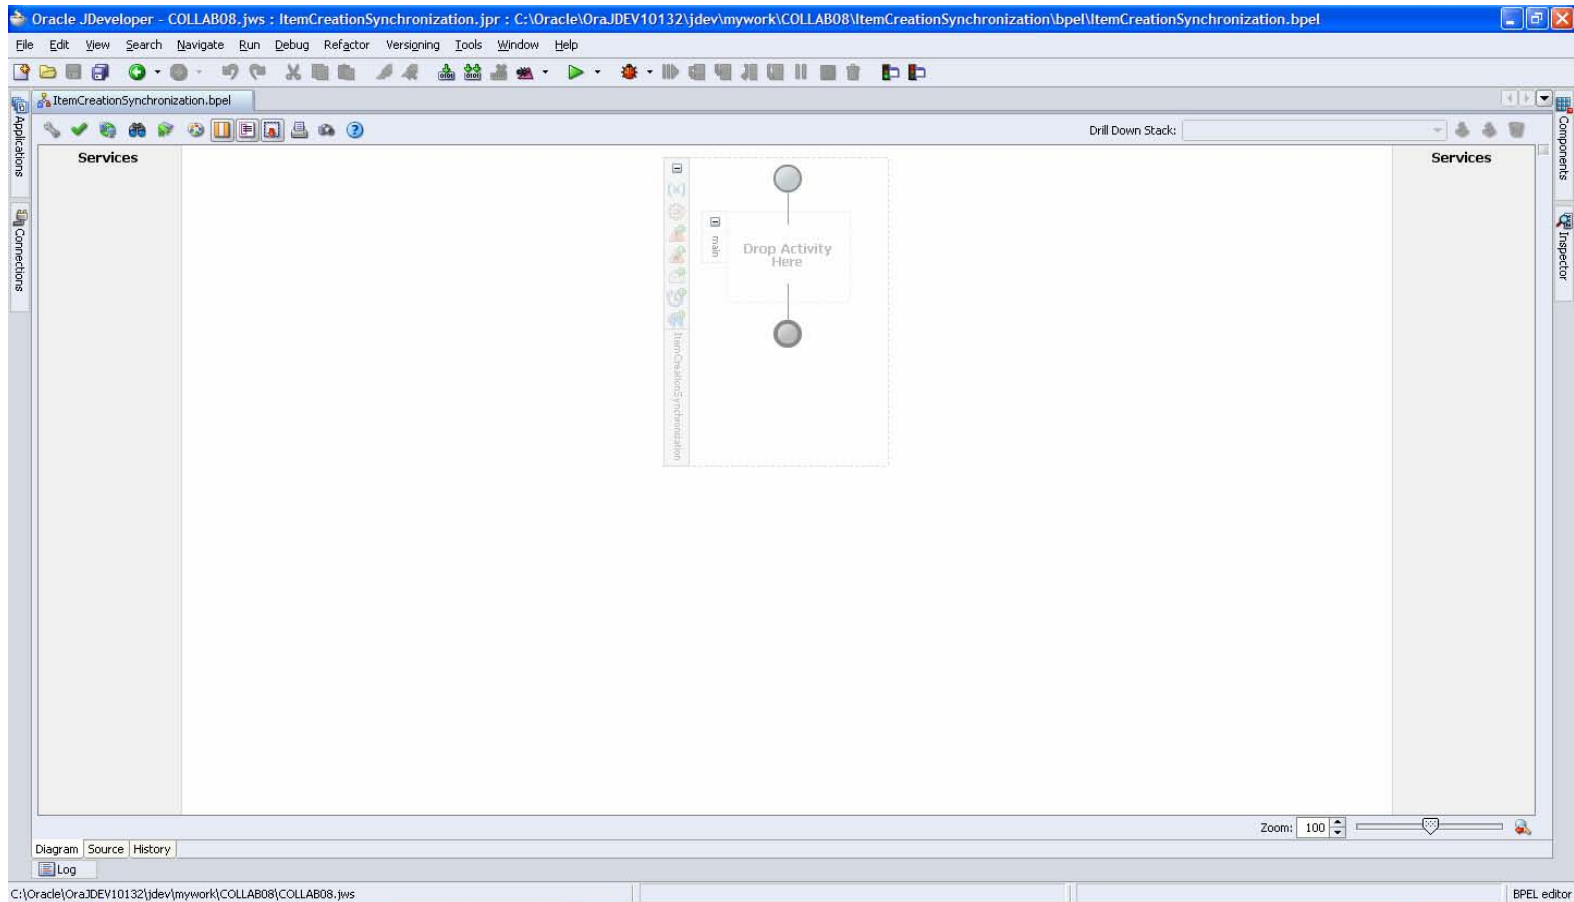 Oracle JDeveloper - COLLAB08.jws : ItemCreationSynchronization.jpr : C:\Oracle\OraJDEV10132\jdev\mywork\COLLAB08\ItemCreationSynchronization\bpel\ItemCreationSynchronization.bpel
File Edit View Search Navigate Run Debug Refactor Versioning Tools Window Help
ItemCreationSynchronization.bpel
Applications
Connections
Components
Inspector
Drill Down Stack:
Services
Services
main
Drop Activity
Here
ItemCreationSynchronization
Zoom: 100
Diagram Source History
Log
C:\Oracle\OraJDEV10132\jdev\mywork\COLLAB08\COLLAB08.jws
BPEL editor